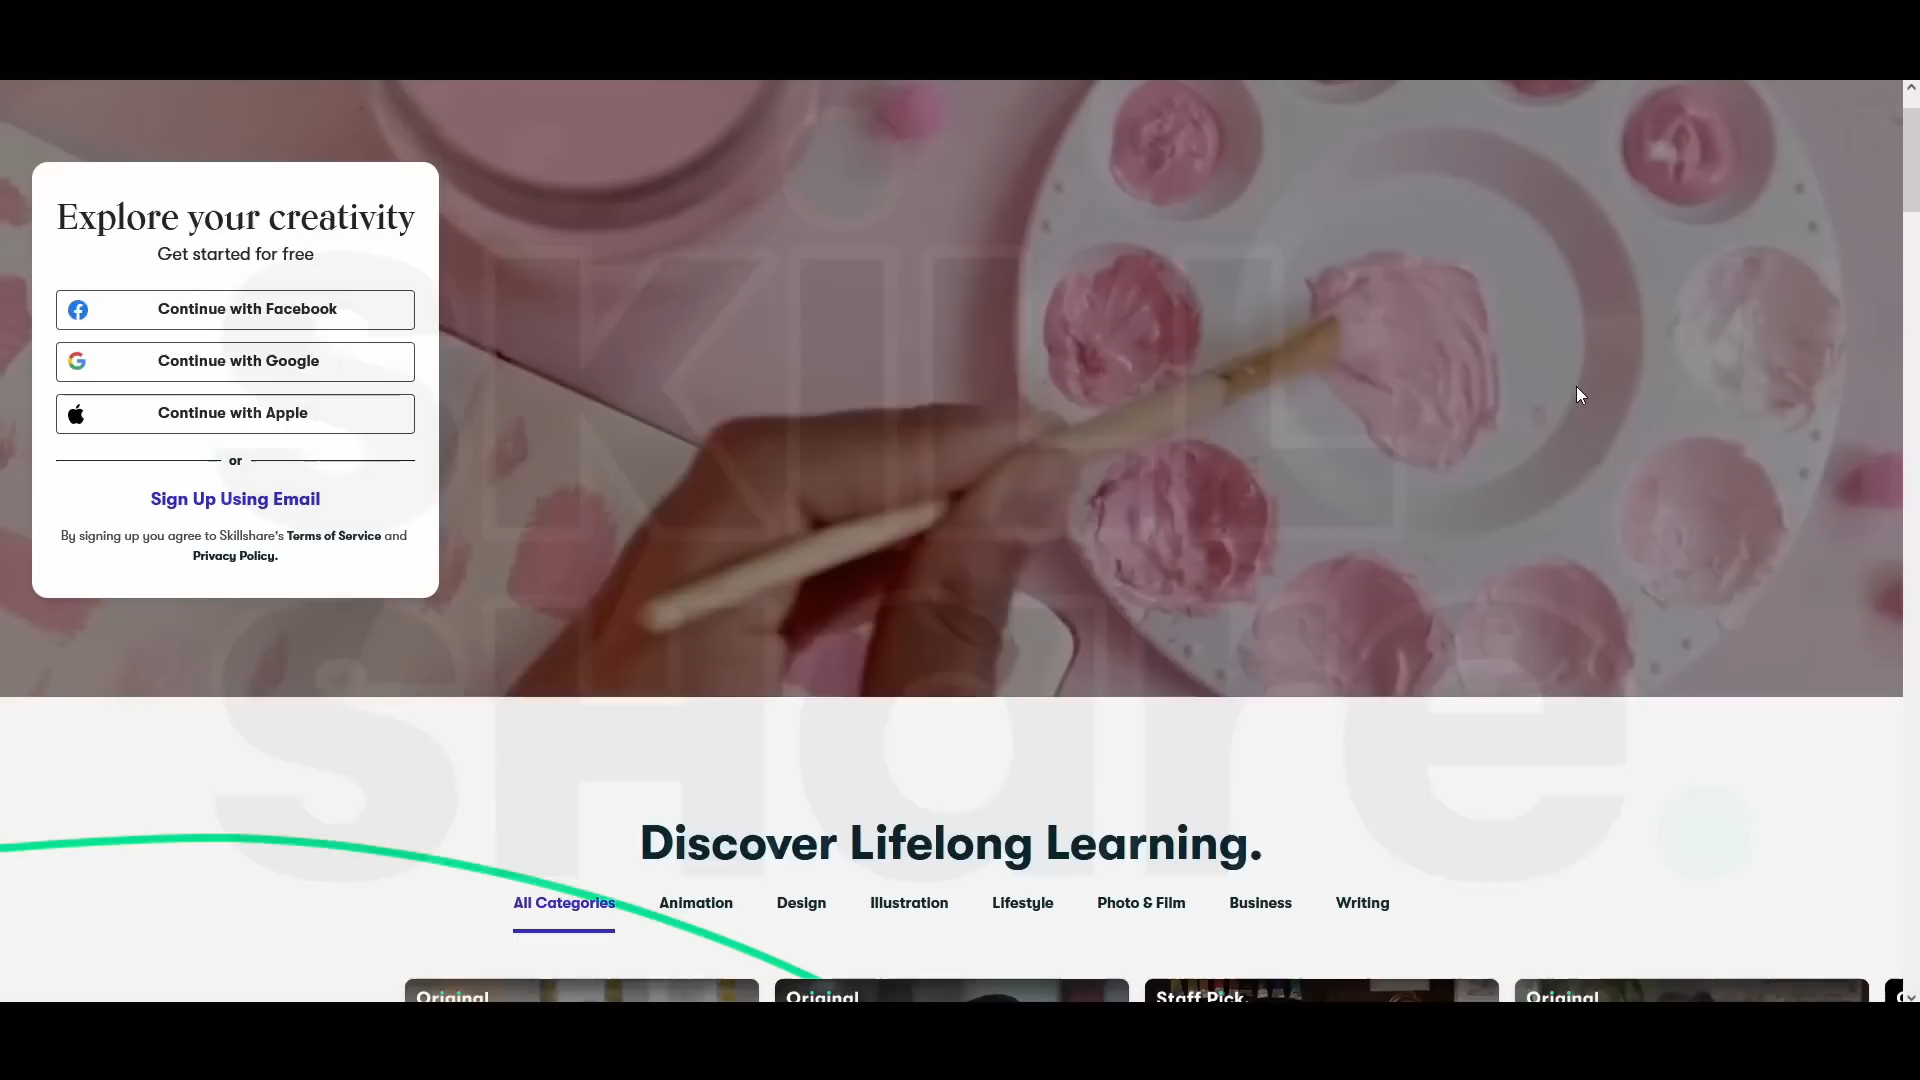 Explore your creativity
Get started for free
Continue with Facebook
Continue with Google
Continue with Apple
or
Sign Up Using Email
By signing up you agree to Skillshare's Terms of Service and
Privacy Policy.
SKILL
SHare
Discover Lifelong Learning.
All Categories Animation Design Illustration Lifestyle Photo & Film Business Writing
Original Original Staff Pick. Original